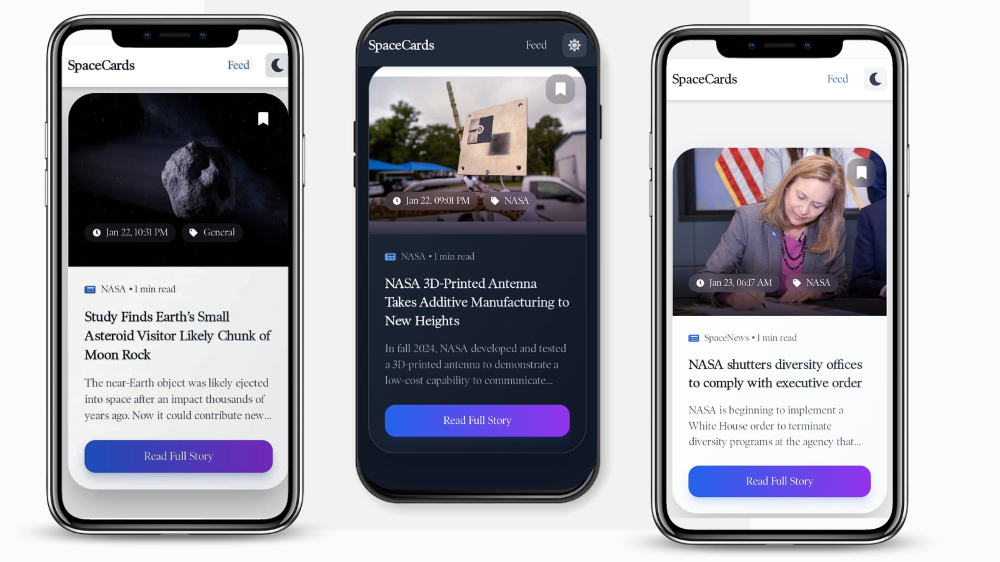 SpaceCards
Feed
Jan 22, 10:31 PM
General
NASA • 1 min read
Study Finds Earth’s Small
Asteroid Visitor Likely Chunk of
Moon Rock
The near-Earth object was likely ejected
into space after an impact thousands of
years ago. Now it could contribute new...
Read Full Story
SpaceCards
Feed
Jan 22, 09:01 PM
NASA
NASA • 1 min read
NASA 3D-Printed Antenna
Takes Additive Manufacturing to
New Heights
In fall 2024, NASA developed and tested
a 3D-printed antenna to demonstrate a
low-cost capability to communicate...
Read Full Story
SpaceCards
Feed
Jan 23, 06:17 AM
NASA
SpaceNews • 1 min read
NASA shutters diversity offices
to comply with executive order
NASA is beginning to implement a
White House order to terminate
diversity programs at the agency that...
Read Full Story